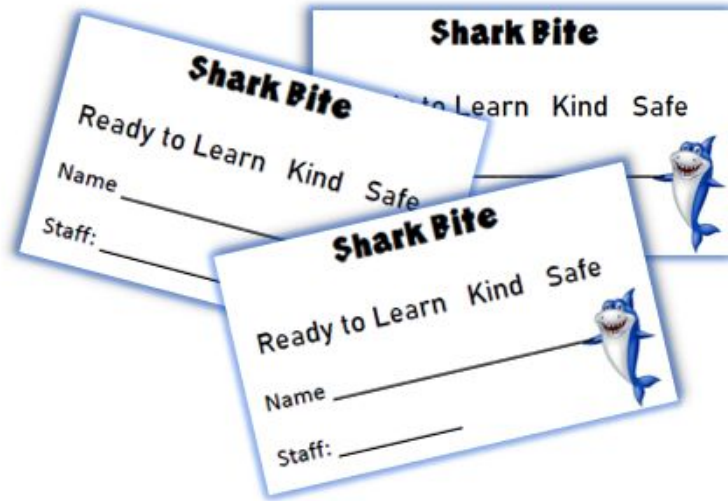 Shark Bite
Ready to Learn Kind Safe
Name
Staff:
Shark Bite
to Learn Kind Safe
Shark Bite
Ready to Learn Kind Safe
Name
Staff: